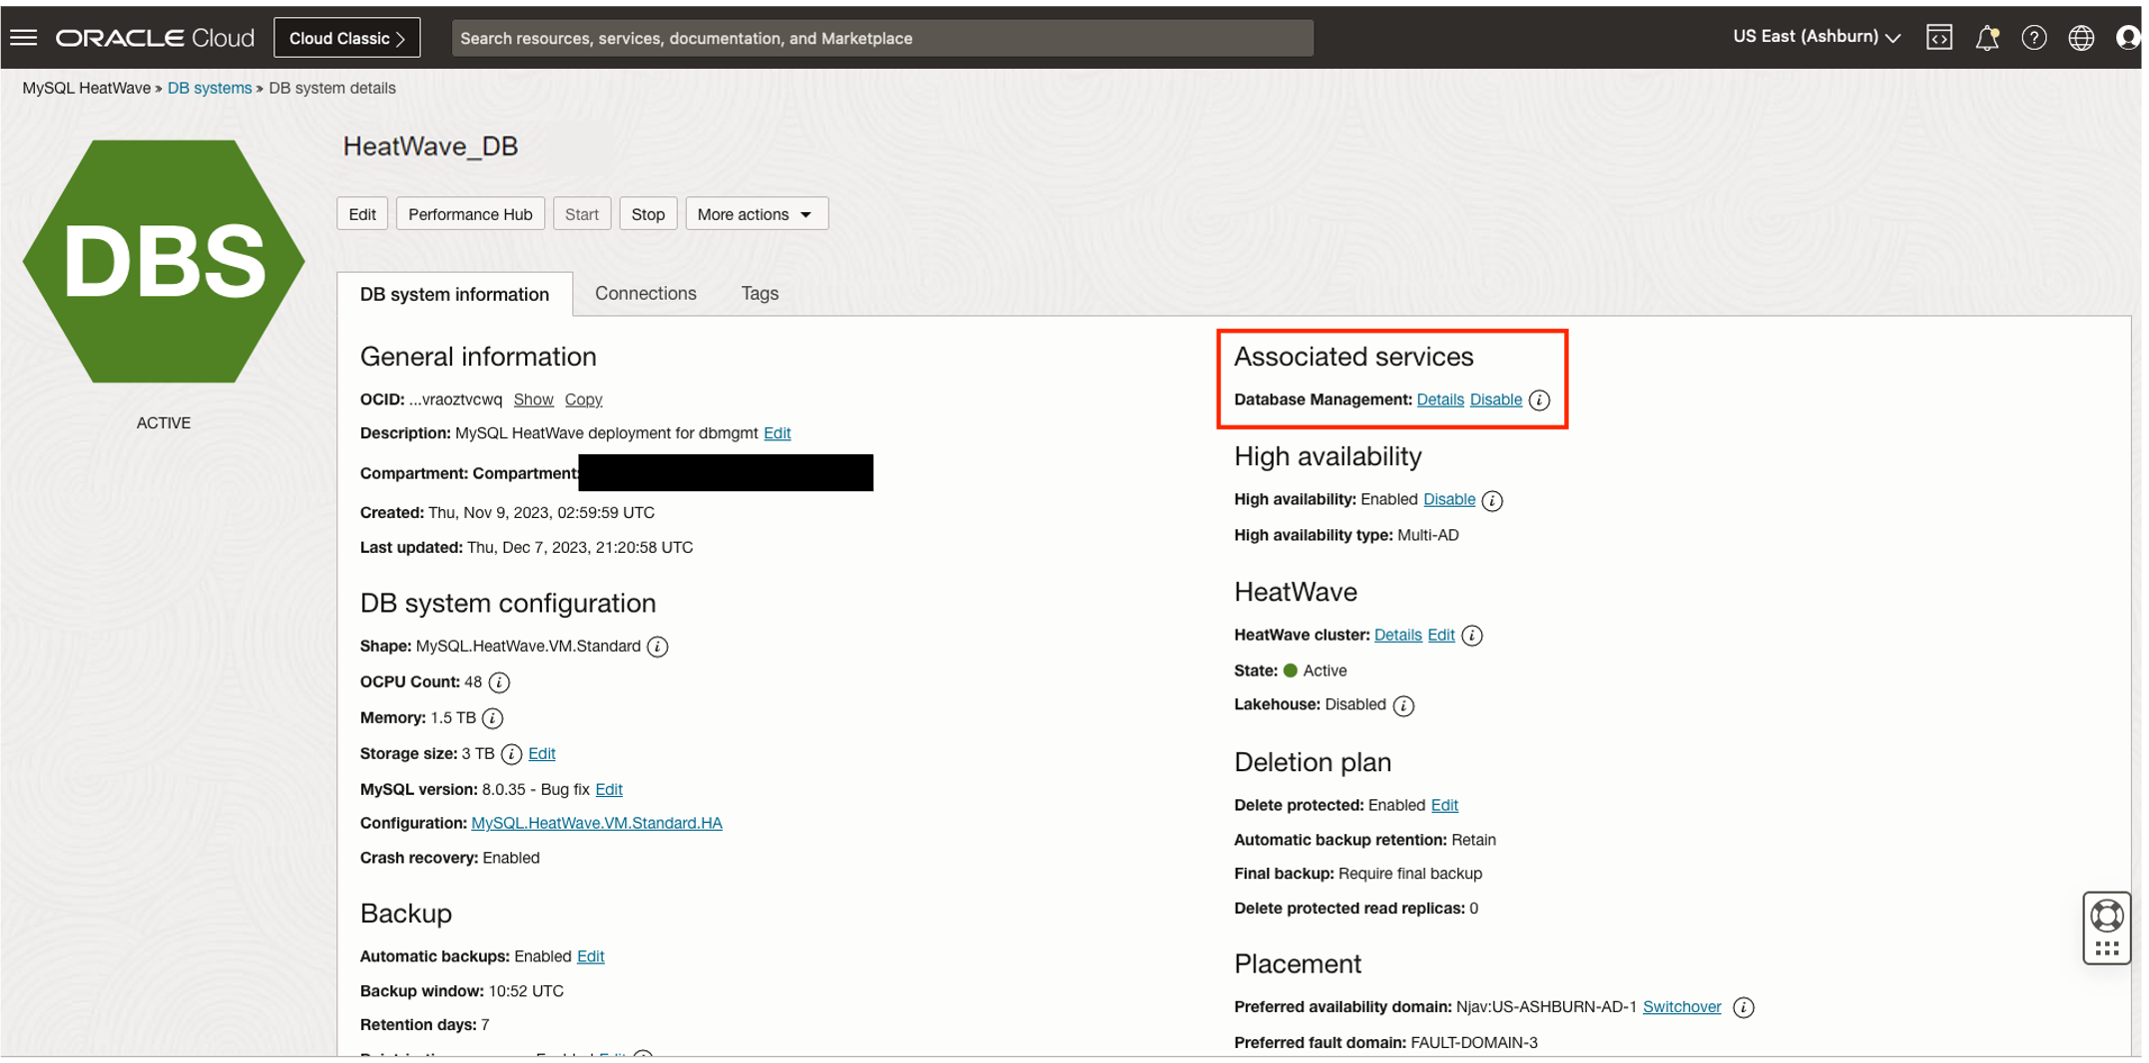 ORACLE Cloud
Cloud Classic
Search resources, services, documentation, and Marketplace
US East (Ashburn)
MySQL HeatWave » DB systems » DB system details
DBS
ACTIVE
HeatWave_DB
Edit
Performance Hub
Start
Stop
More actions
DB system information
Connections
Tags
General information
OCID: ...vraoztvcwq Show Copy
Description: MySQL HeatWave deployment for dbmgmt Edit
Compartment: Compartment:
Created: Thu, Nov 9, 2023, 02:59:59 UTC
Last updated: Thu, Dec 7, 2023, 21:20:58 UTC
DB system configuration
Shape: MySQL.HeatWave.VM.Standard
OCPU Count: 48
Memory: 1.5 TB
Storage size: 3 TB Edit
MySQL version: 8.0.35 - Bug fix Edit
Configuration: MySQL.HeatWave.VM.Standard.HA
Crash recovery: Enabled
Backup
Automatic backups: Enabled Edit
Backup window: 10:52 UTC
Retention days: 7
Associated services
Database Management: Details Disable
High availability
High availability: Enabled Disable
High availability type: Multi-AD
HeatWave
HeatWave cluster: Details Edit
State: Active
Lakehouse: Disabled
Deletion plan
Delete protected: Enabled Edit
Automatic backup retention: Retain
Final backup: Require final backup
Delete protected read replicas: 0
Placement
Preferred availability domain: Njav:US-ASHBURN-AD-1 Switchover
Preferred fault domain: FAULT-DOMAIN-3